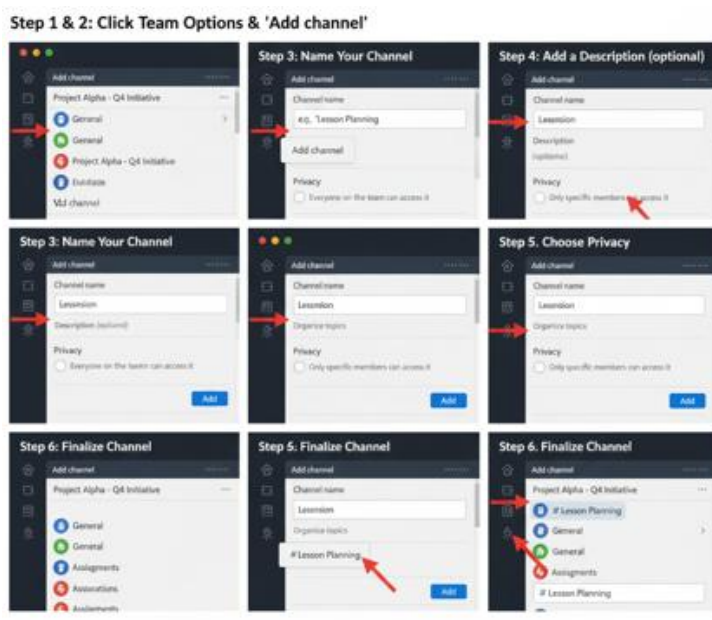 Step 1 & 2: Click Team Options & 'Add channel'
Add channel
Project Alpha - Q4 Initiative
General
General
Project Alpha - Q4 Initiative
channel
Step 3: Name Your Channel
Add channel
Channel name
e.g, "Lesson Planning
Add channel
Privacy
Everyone on the team can access it
Step 4: Add a Description (optional)
Add channel
Channel name
Description
(optional)
Privacy
Only specific members can access it
Step 3: Name Your Channel
Add channel
Channel name
Description (optional)
Privacy
Everyone on the team can access it
Add
Add channel
Channel name
Organize topics
Privacy
Only specific members can access it
Add
Step 5. Choose Privacy
Add channel
Channel name
Organize topics
Privacy
Only specific members can access it
Add
Step 6: Finalize Channel
Add channel
Project Alpha - Q4 Initiative
General
General
Step 5: Finalize Channel
Add channel
Channel name
Organize topics
# Lesson Planning
Add
Step 6. Finalize Channel
Add channel
Project Alpha - Q4 Initiative
# Lesson Planning
General
General
# Lesson Planning